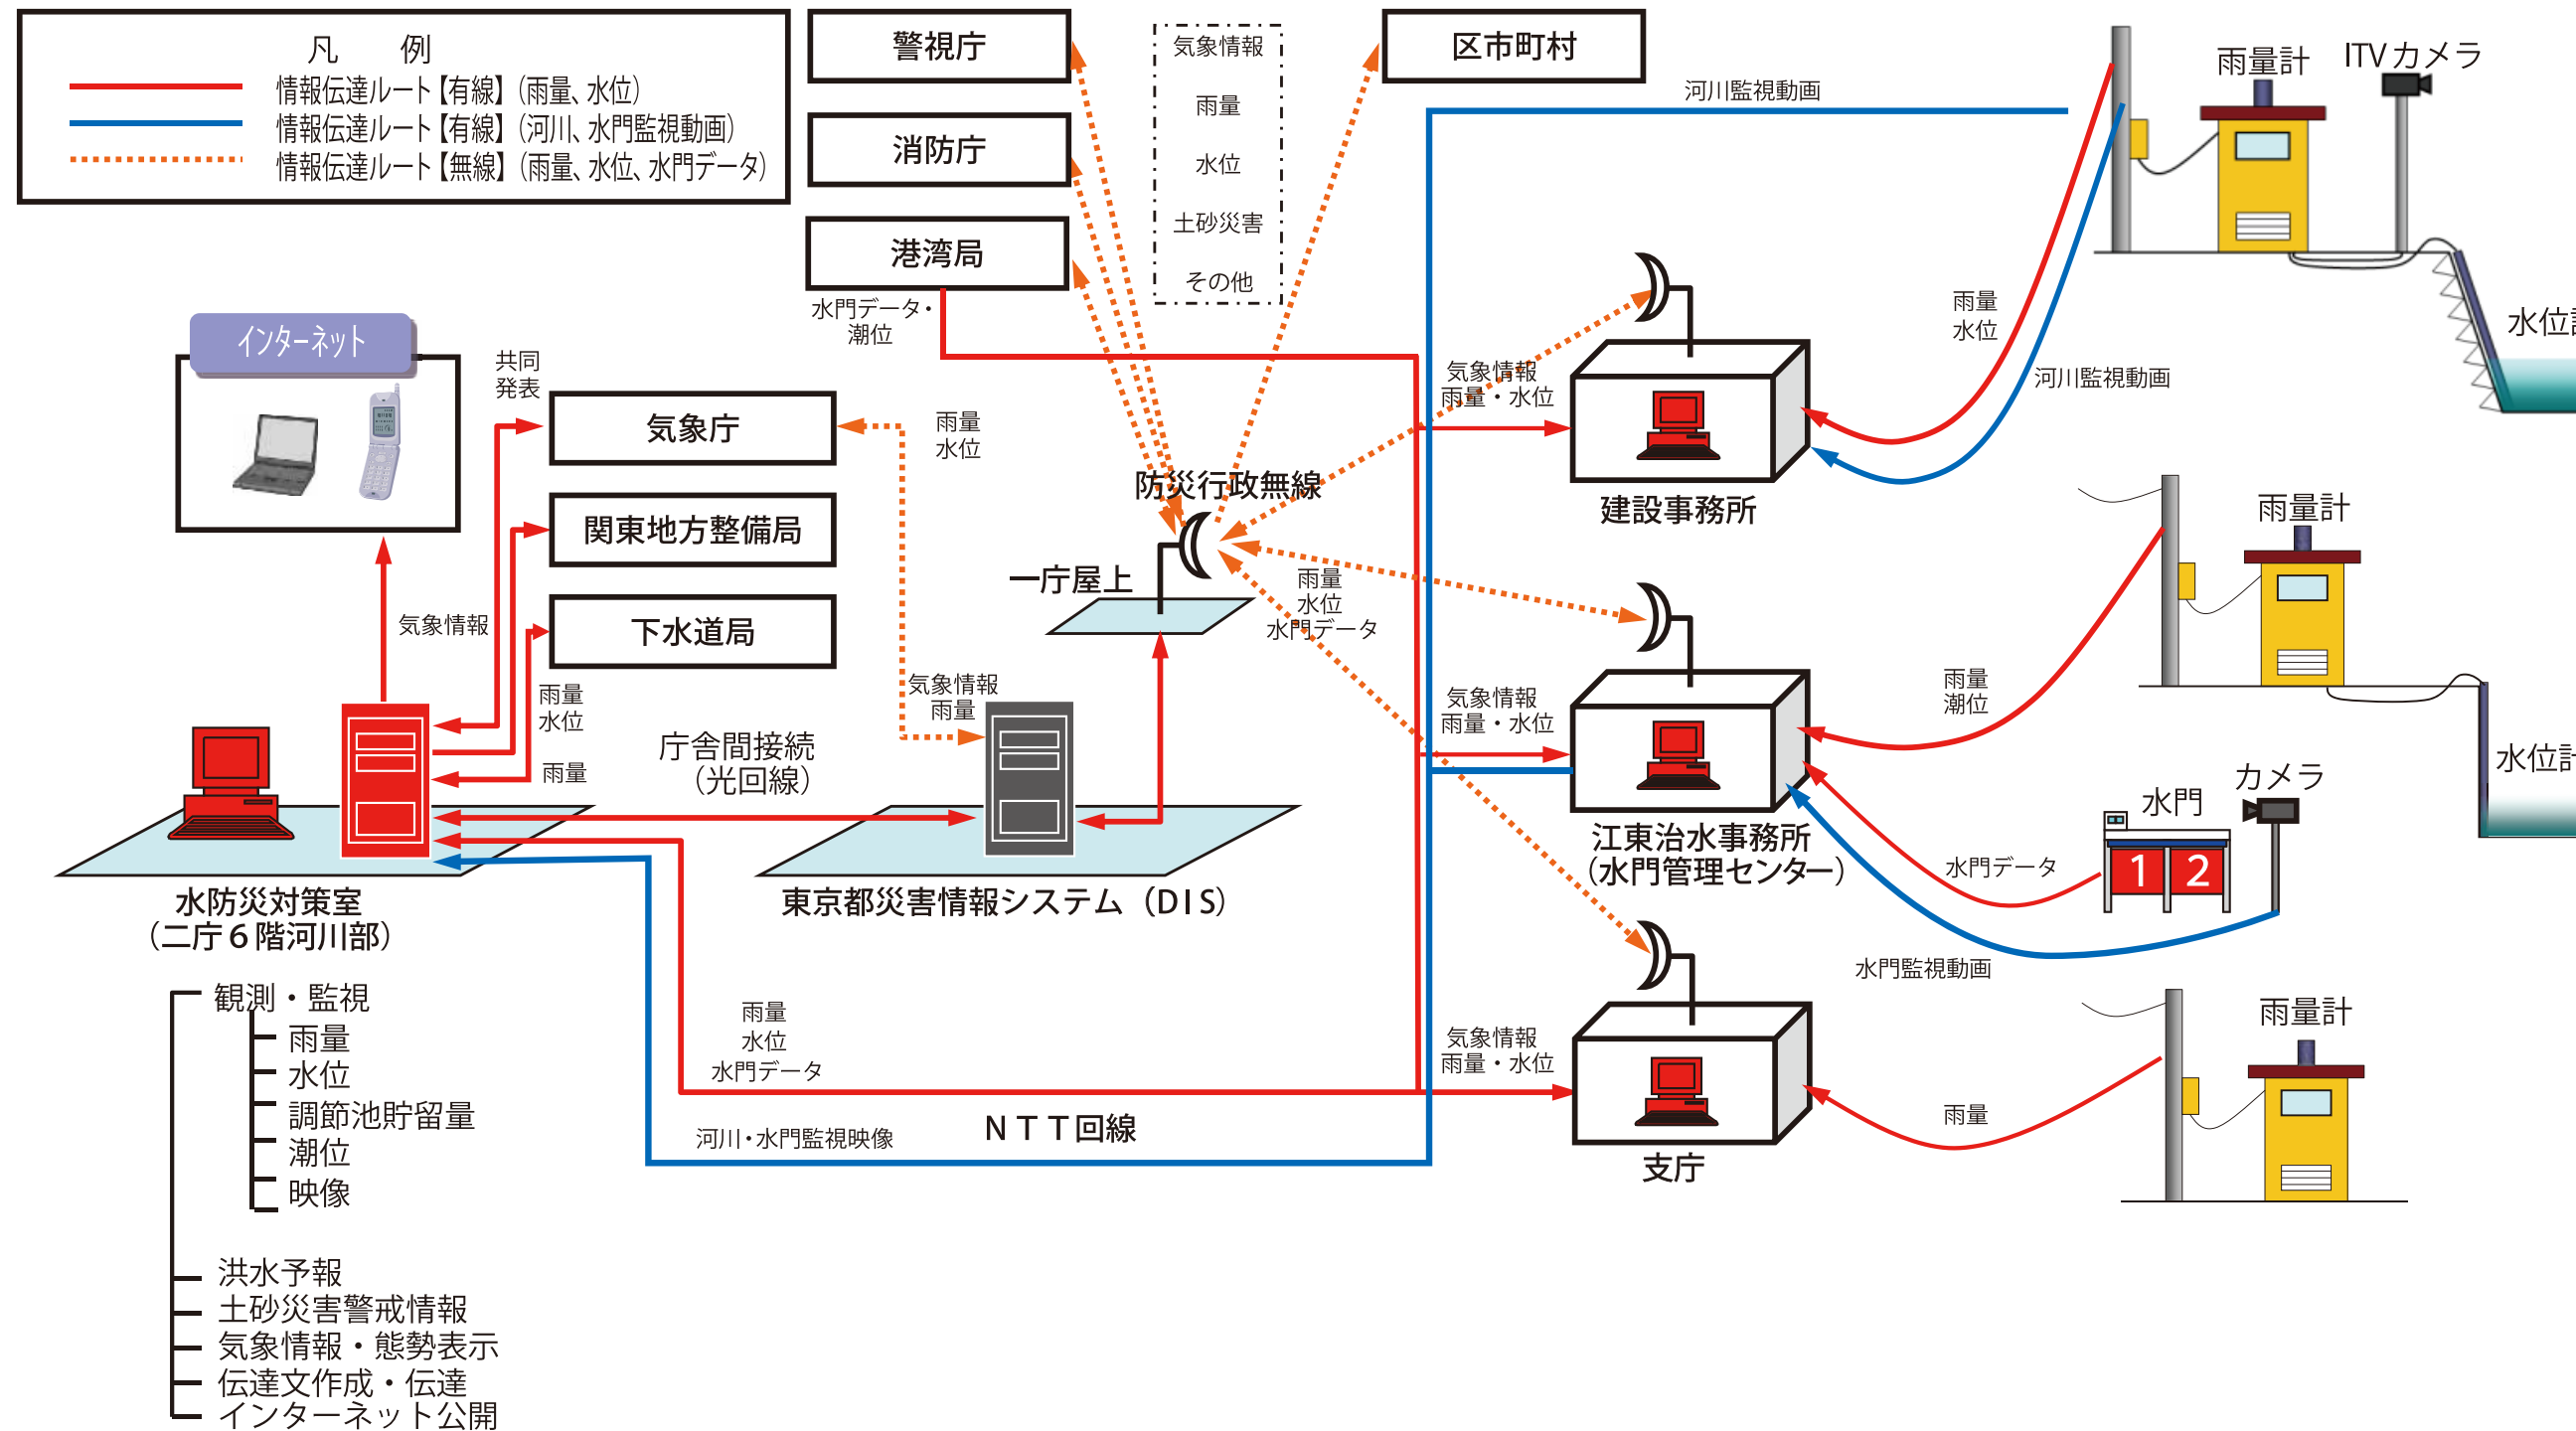 凡　例
情報伝達ルート【有線】（雨量、水位）
情報伝達ルート【有線】（河川、水門監視動画）
情報伝達ルート【無線】（雨量、水位、水門データ）
警視庁
消防庁
港湾局
水門データ・
潮位
気象情報
雨量
水位
土砂災害
その他
区市町村
河川監視動画
雨量計
ITVカメラ
水位計
雨量
水位
河川監視動画
インターネット
共同
発表
気象庁
関東地方整備局
下水道局
雨量
水位
気象情報
雨量
水位
雨量
防災行政無線
一庁屋上
雨量
水位
水門データ
気象情報
雨量
庁舎間接続
（光回線）
気象情報
雨量・水位
建設事務所
気象情報
雨量・水位
江東治水事務所
（水門管理センター）
気象情報
雨量・水位
支庁
雨量計
雨量
潮位
水位計
水門
カメラ
1 2
水門データ
水門監視動画
雨量計
雨量
水防災対策室
（二庁６階河川部）
東京都災害情報システム（DIS）
雨量
水位
水門データ
河川・水門監視映像
ＮＴＴ回線
観測・監視
雨量
水位
調節池貯留量
潮位
映像
洪水予報
土砂災害警戒情報
気象情報・態勢表示
伝達文作成・伝達
インターネット公開